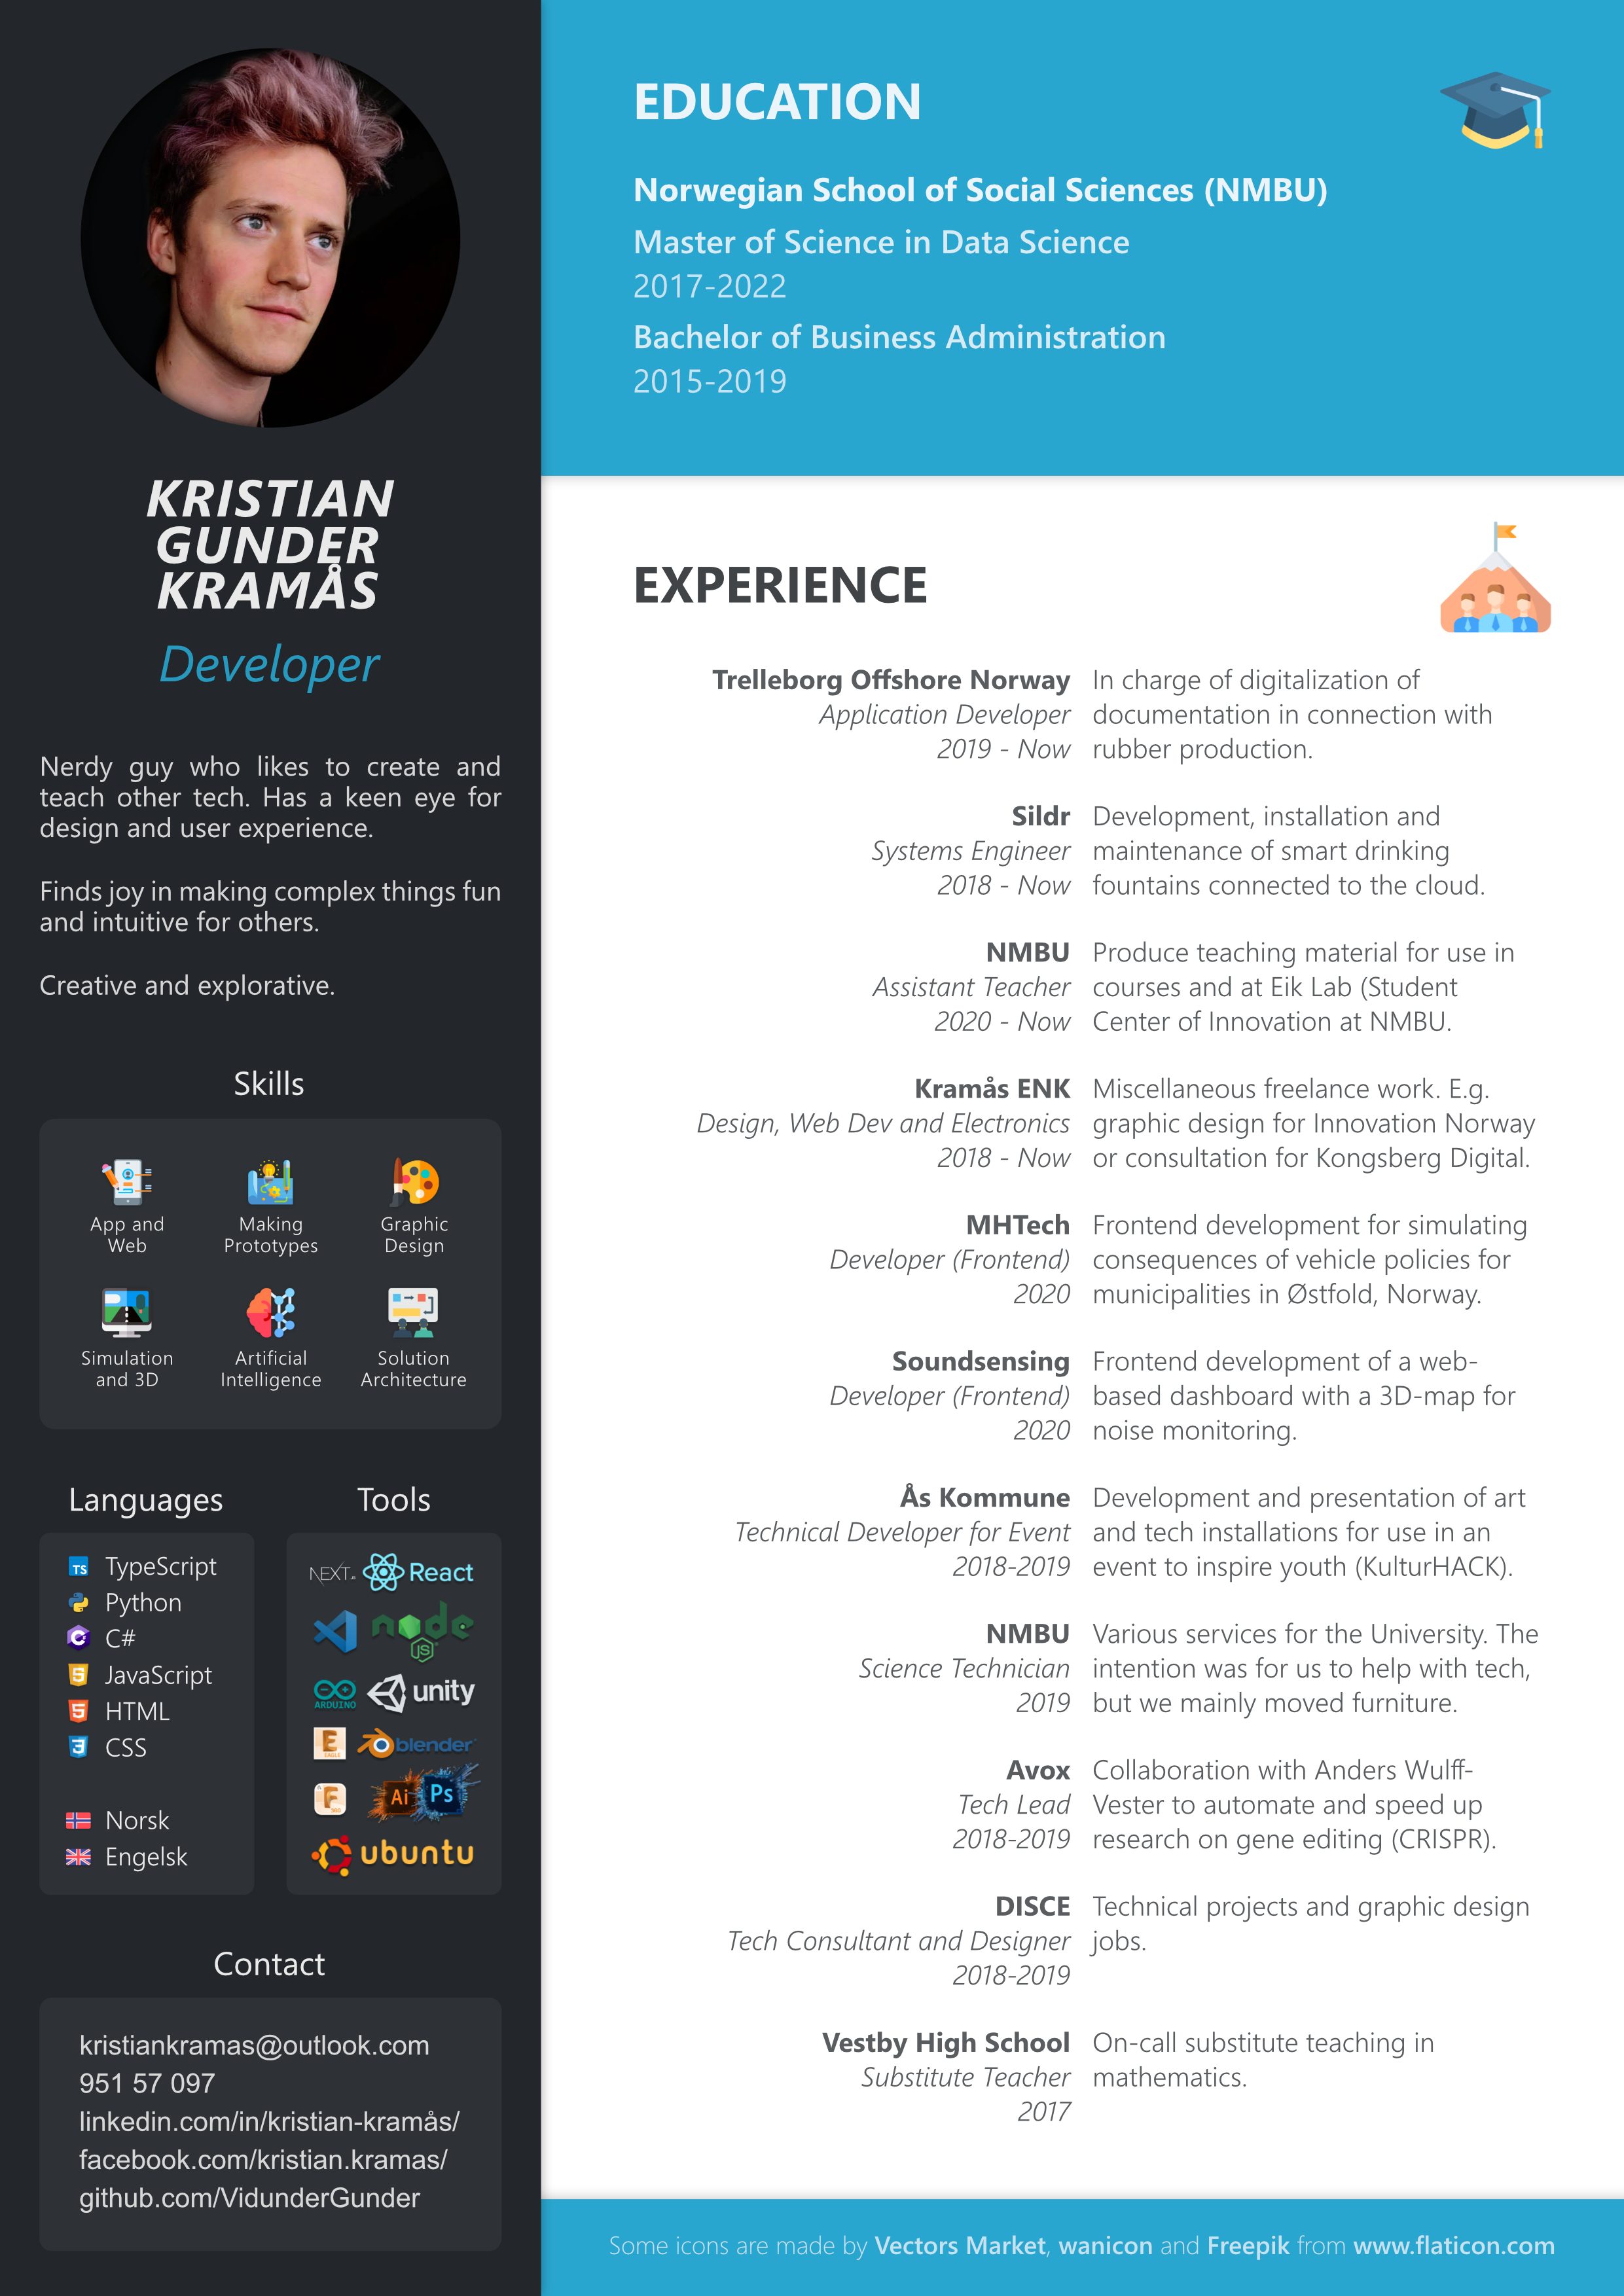 KRISTIAN
GUNDER
KRAMÅS
Developer
Nerdy guy who likes to create and
teach other tech. Has a keen eye for
design and user experience.
Finds joy in making complex things fun
and intuitive for others.
Creative and explorative.
Skills
App and
Web
Making
Prototypes
Graphic
Design
Simulation
and 3D
Artificial
Intelligence
Solution
Architecture
Languages
TS TypeScript
Python
C#
JavaScript
HTML
CSS
Norsk
Engelsk
Tools
NEXT.JS React
node
JS
ARDUINO unity
E EAGLE blender
F 360 Ai Ps
ubuntu
Contact
kristiankramas@outlook.com
951 57 097
linkedin.com/in/kristian-kramås/
facebook.com/kristian.kramas/
github.com/VidunderGunder
EDUCATION
Norwegian School of Social Sciences (NMBU)
Master of Science in Data Science
2017-2022
Bachelor of Business Administration
2015-2019
EXPERIENCE
Trelleborg Offshore Norway
Application Developer
2019 - Now
In charge of digitalization of
documentation in connection with
rubber production.
Sildr
Systems Engineer
2018 - Now
Development, installation and
maintenance of smart drinking
fountains connected to the cloud.
NMBU
Assistant Teacher
2020 - Now
Produce teaching material for use in
courses and at Eik Lab (Student
Center of Innovation at NMBU.
Kramås ENK
Design, Web Dev and Electronics
2018 - Now
Miscellaneous freelance work. E.g.
graphic design for Innovation Norway
or consultation for Kongsberg Digital.
MHTech
Developer (Frontend)
2020
Frontend development for simulating
consequences of vehicle policies for
municipalities in Østfold, Norway.
Soundsensing
Developer (Frontend)
2020
Frontend development of a web-
based dashboard with a 3D-map for
noise monitoring.
Ås Kommune
Technical Developer for Event
2018-2019
Development and presentation of art
and tech installations for use in an
event to inspire youth (KulturHACK).
NMBU
Science Technician
2019
Various services for the University. The
intention was for us to help with tech,
but we mainly moved furniture.
Avox
Tech Lead
2018-2019
Collaboration with Anders Wulff-
Vester to automate and speed up
research on gene editing (CRISPR).
DISCE
Tech Consultant and Designer
2018-2019
Technical projects and graphic design
jobs.
Vestby High School
Substitute Teacher
2017
On-call substitute teaching in
mathematics.
Some icons are made by Vectors Market, wanicon and Freepik from www.flaticon.com